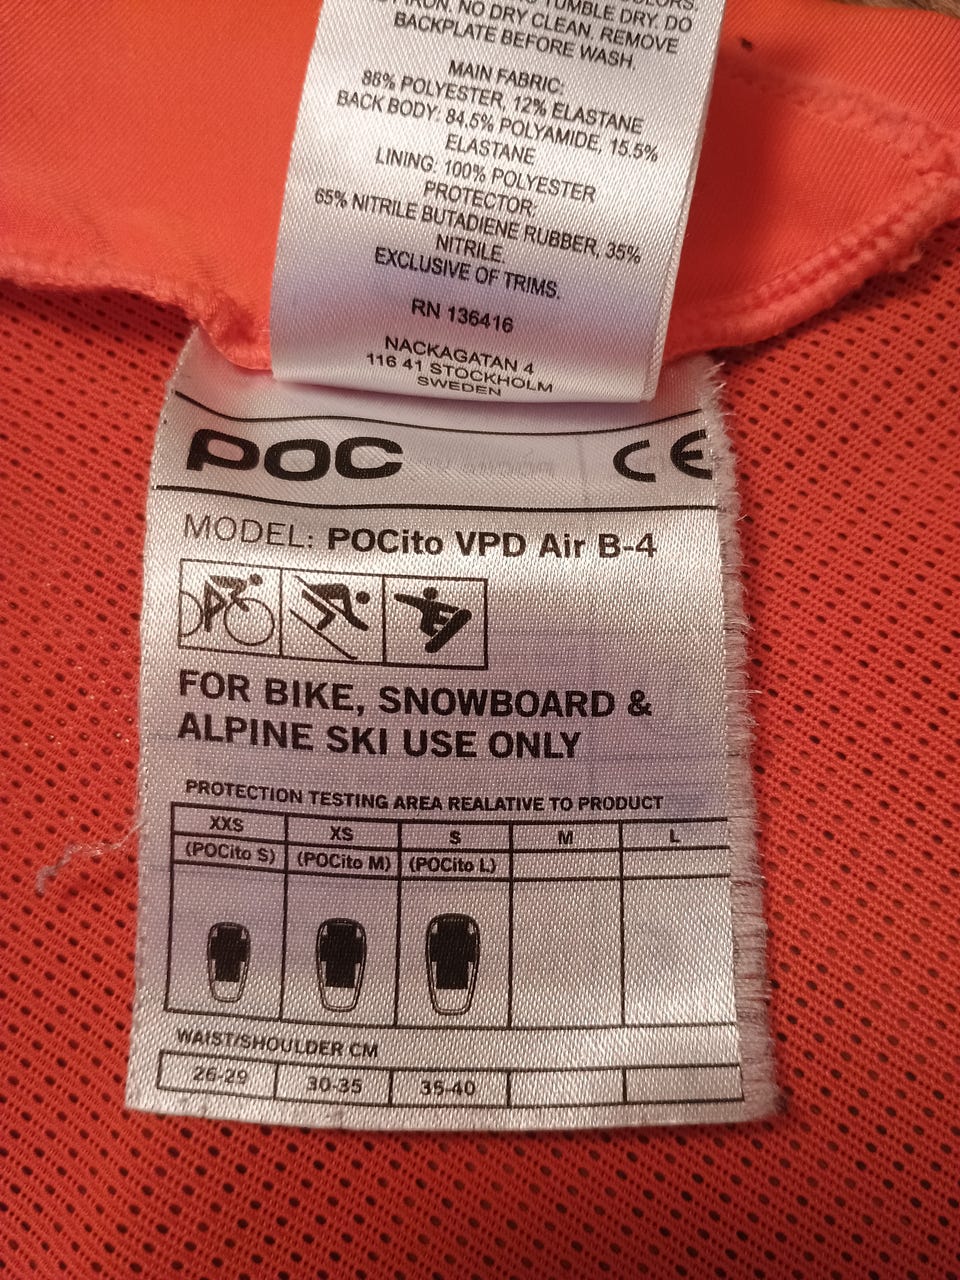 COLORS.
TUMBLE DRY. DO
IRON. NO DRY CLEAN. REMOVE
BACKPLATE BEFORE WASH.
MAIN FABRIC:
88% POLYESTER, 12% ELASTANE
BACK BODY: 84,5% POLYAMIDE, 15.5%
ELASTANE
LINING: 100% POLYESTER
PROTECTOR:
65% NITRILE BUTADIENE RUBBER, 35%
NITRILE.
EXCLUSIVE OF TRIMS.
RN 136416
NACKAGATAN 4
116 41 STOCKHOLM
SWEDEN
POC CE
MODEL: POCito VPD Air B-4
FOR BIKE, SNOWBOARD &
ALPINE SKI USE ONLY
PROTECTION TESTING AREA REALATIVE TO PRODUCT
XXS XS S M L
(POCito S) (POCito M) (POCito L)
WAIST/SHOULDER CM
26-29 30-35 35-40